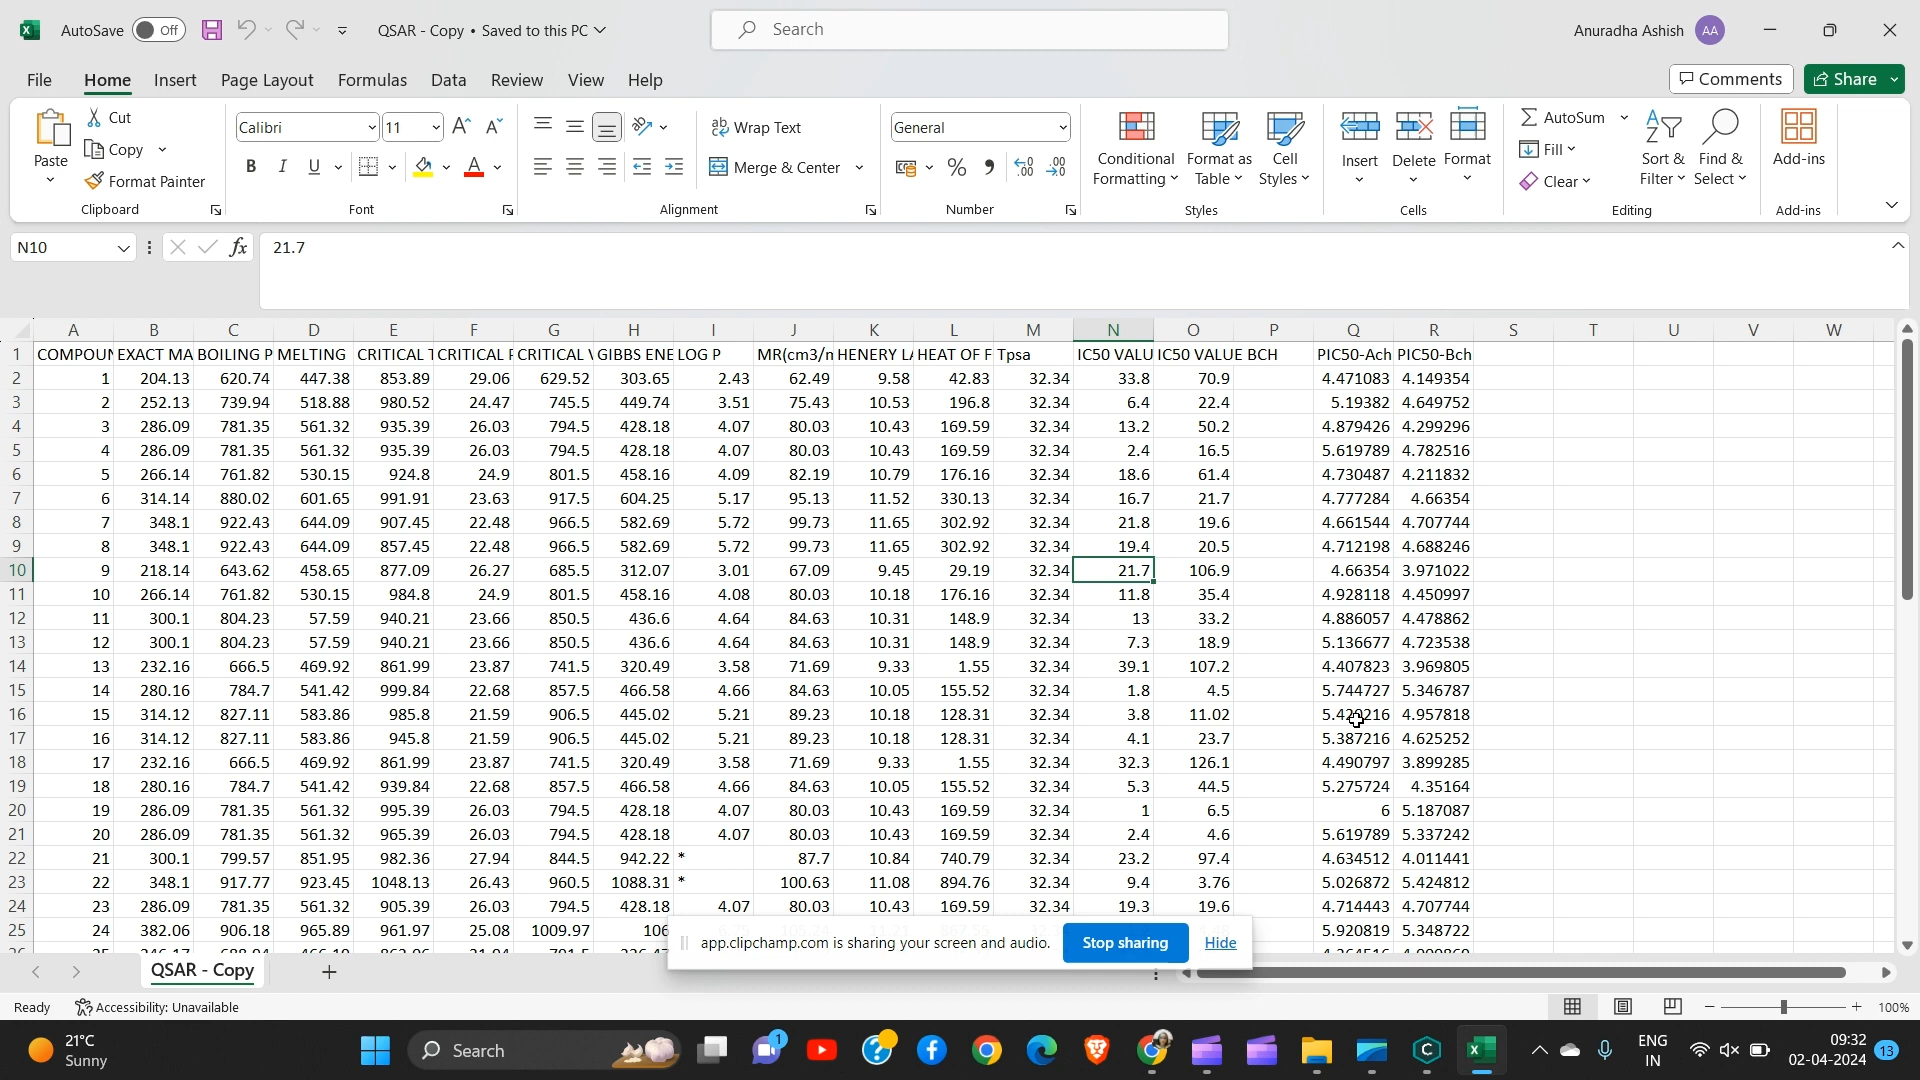 AutoSave Off QSAR - Copy • Saved to this PC Search Anuradha Ashish AA
File Home Insert Page Layout Formulas Data Review View Help Comments Share
Paste Cut Copy Format Painter Clipboard
Calibri 11 B I U A Font
Wrap Text Merge & Center Alignment
General % Number
Conditional Formatting Format as Table Cell Styles Styles
Insert Delete Format Cells
AutoSum Fill Clear Sort & Filter Find & Select Editing
Add-ins Add-ins
N10 fx 21.7
A B C D E F G H I J K L M N O P Q R S T U V W
1 COMPOUN EXACT MA BOILING P MELTING CRITICAL T CRITICAL P CRITICAL V GIBBS ENE LOG P MR(cm3/n HENERY LA HEAT OF F Tpsa IC50 VALU IC50 VALUE BCH PIC50-Ach PIC50-Bch
2 1 204.13 620.74 447.38 853.89 29.06 629.52 303.65 2.43 62.49 9.58 42.83 32.34 33.8 70.9 4.471083 4.149354
3 2 252.13 739.94 518.88 980.52 24.47 745.5 449.74 3.51 75.43 10.53 196.8 32.34 6.4 22.4 5.19382 4.649752
4 3 286.09 781.35 561.32 935.39 26.03 794.5 428.18 4.07 80.03 10.43 169.59 32.34 13.2 50.2 4.879426 4.299296
5 4 286.09 781.35 561.32 935.39 26.03 794.5 428.18 4.07 80.03 10.43 169.59 32.34 2.4 16.5 5.619789 4.782516
6 5 266.14 761.82 530.15 924.8 24.9 801.5 458.16 4.09 82.19 10.79 176.16 32.34 18.6 61.4 4.730487 4.211832
7 6 314.14 880.02 601.65 991.91 23.63 917.5 604.25 5.17 95.13 11.52 330.13 32.34 16.7 21.7 4.777284 4.66354
8 7 348.1 922.43 644.09 907.45 22.48 966.5 582.69 5.72 99.73 11.65 302.92 32.34 21.8 19.6 4.661544 4.707744
9 8 348.1 922.43 644.09 857.45 22.48 966.5 582.69 5.72 99.73 11.65 302.92 32.34 19.4 20.5 4.712198 4.688246
10 9 218.14 643.62 458.65 877.09 26.27 685.5 312.07 3.01 67.09 9.45 29.19 32.34 21.7 106.9 4.66354 3.971022
11 10 266.14 761.82 530.15 984.8 24.9 801.5 458.16 4.08 80.03 10.18 176.16 32.34 11.8 35.4 4.928118 4.450997
12 11 300.1 804.23 57.59 940.21 23.66 850.5 436.6 4.64 84.63 10.31 148.9 32.34 13 33.2 4.886057 4.478862
13 12 300.1 804.23 57.59 940.21 23.66 850.5 436.6 4.64 84.63 10.31 148.9 32.34 7.3 18.9 5.136677 4.723538
14 13 232.16 666.5 469.92 861.99 23.87 741.5 320.49 3.58 71.69 9.33 1.55 32.34 39.1 107.2 4.407823 3.969805
15 14 280.16 784.7 541.42 999.84 22.68 857.5 466.58 4.66 84.63 10.05 155.52 32.34 1.8 4.5 5.744727 5.346787
16 15 314.12 827.11 583.86 985.8 21.59 906.5 445.02 5.21 89.23 10.18 128.31 32.34 3.8 11.02 4.957818
17 16 314.12 827.11 583.86 945.8 21.59 906.5 445.02 5.21 89.23 10.18 128.31 32.34 4.1 23.7 5.387216 4.625252
18 17 232.16 666.5 469.92 861.99 23.87 741.5 320.49 3.58 71.69 9.33 1.55 32.34 32.3 126.1 4.490797 3.899285
19 18 280.16 784.7 541.42 939.84 22.68 857.5 466.58 4.66 84.63 10.05 155.52 32.34 5.3 44.5 5.275724 4.35164
20 19 286.09 781.35 561.32 995.39 26.03 794.5 428.18 4.07 80.03 10.43 169.59 32.34 1 6.5 6 5.187087
21 20 286.09 781.35 561.32 965.39 26.03 794.5 428.18 4.07 80.03 10.43 169.59 32.34 2.4 4.6 5.619789 5.337242
22 21 300.1 799.57 851.95 982.36 27.94 844.5 942.22 * 87.7 10.84 740.79 32.34 23.2 97.4 4.634512 4.011441
23 22 348.1 917.77 923.45 1048.13 26.43 960.5 1088.31 * 100.63 11.08 894.76 32.34 9.4 3.76 5.026872 5.424812
24 23 286.09 781.35 561.32 905.39 26.03 794.5 428.18 4.07 80.03 10.43 169.59 32.34 19.3 19.6 4.714443 4.707744
25 24 382.06 906.18 965.89 961.97 25.08 1009.97 106 5.920819 5.348722
app.clipchamp.com is sharing your screen and audio. Stop sharing Hide
QSAR - Copy
Ready Accessibility: Unavailable 100%
21°C Sunny Search 1 ENG IN 09:32 02-04-2024 13